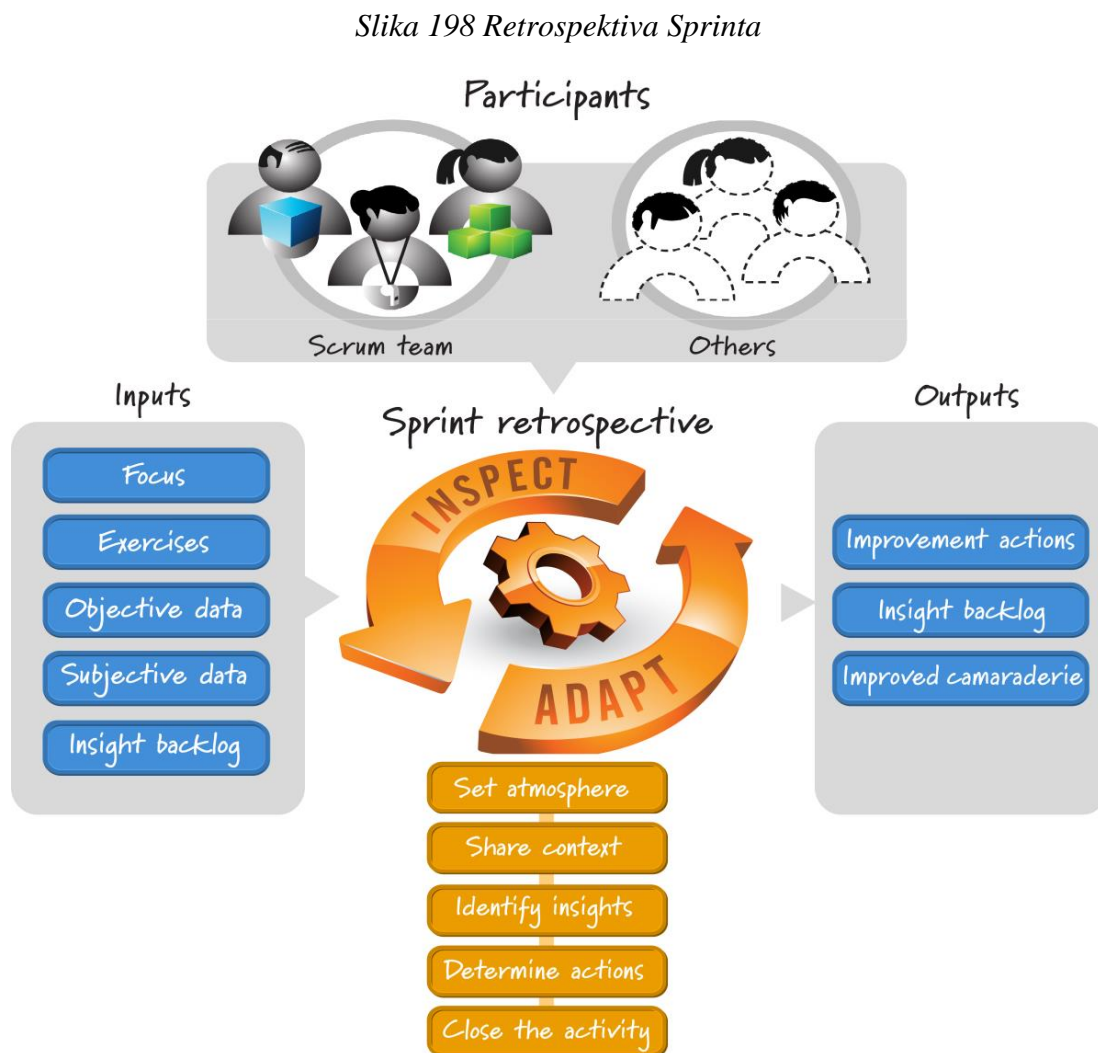 Slika 198 Retrospektiva Sprinta
Participants
Scrum team
Others
Inputs
Focus
Exercises
Objective data
Subjective data
Insight backlog
Sprint retrospective
INSPECT
ADAPT
Set atmosphere
Share context
Identify insights
Determine actions
Close the activity
Outputs
Improvement actions
Insight backlog
Improved camaraderie